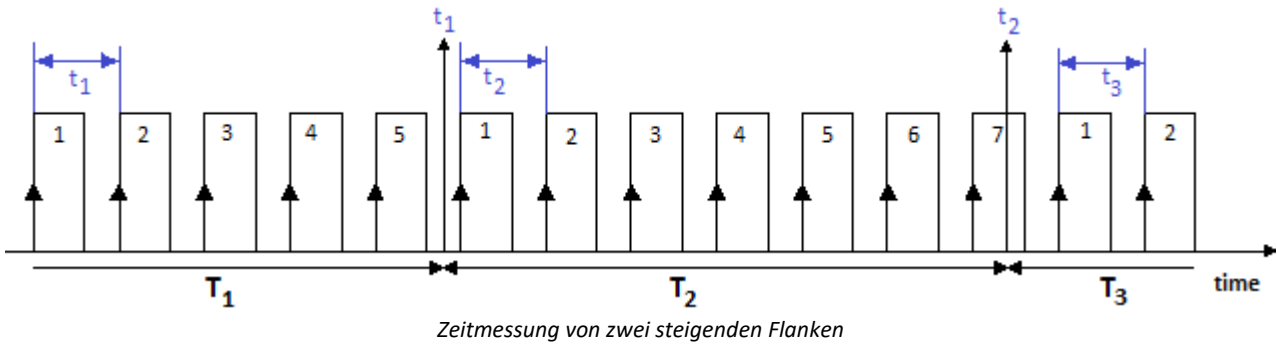 t1 t2
t1 t2 t3
1 2 3 4 5 1 2 3 4 5 6 7 1 2
T1 T2 T3 time
Zeitmessung von zwei steigenden Flanken